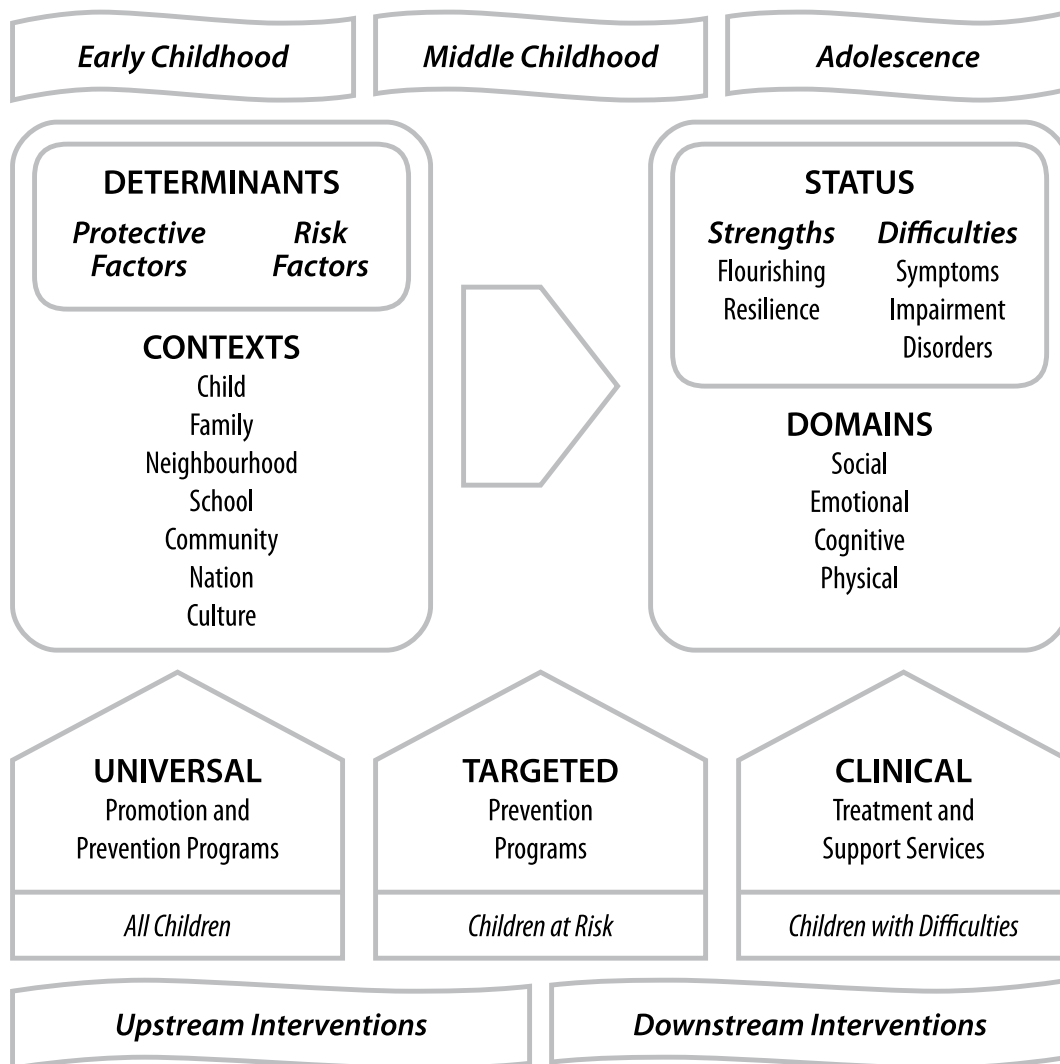 Early Childhood
Middle Childhood
Adolescence
DETERMINANTS
Protective
Factors
Risk
Factors
CONTEXTS
Child
Family
Neighbourhood
School
Community
Nation
Culture
STATUS
Strengths
Flourishing
Resilience
Difficulties
Symptoms
Impairment
Disorders
DOMAINS
Social
Emotional
Cognitive
Physical
UNIVERSAL
Promotion and
Prevention Programs
All Children
TARGETED
Prevention
Programs
Children at Risk
CLINICAL
Treatment and
Support Services
Children with Difficulties
Upstream Interventions
Downstream Interventions